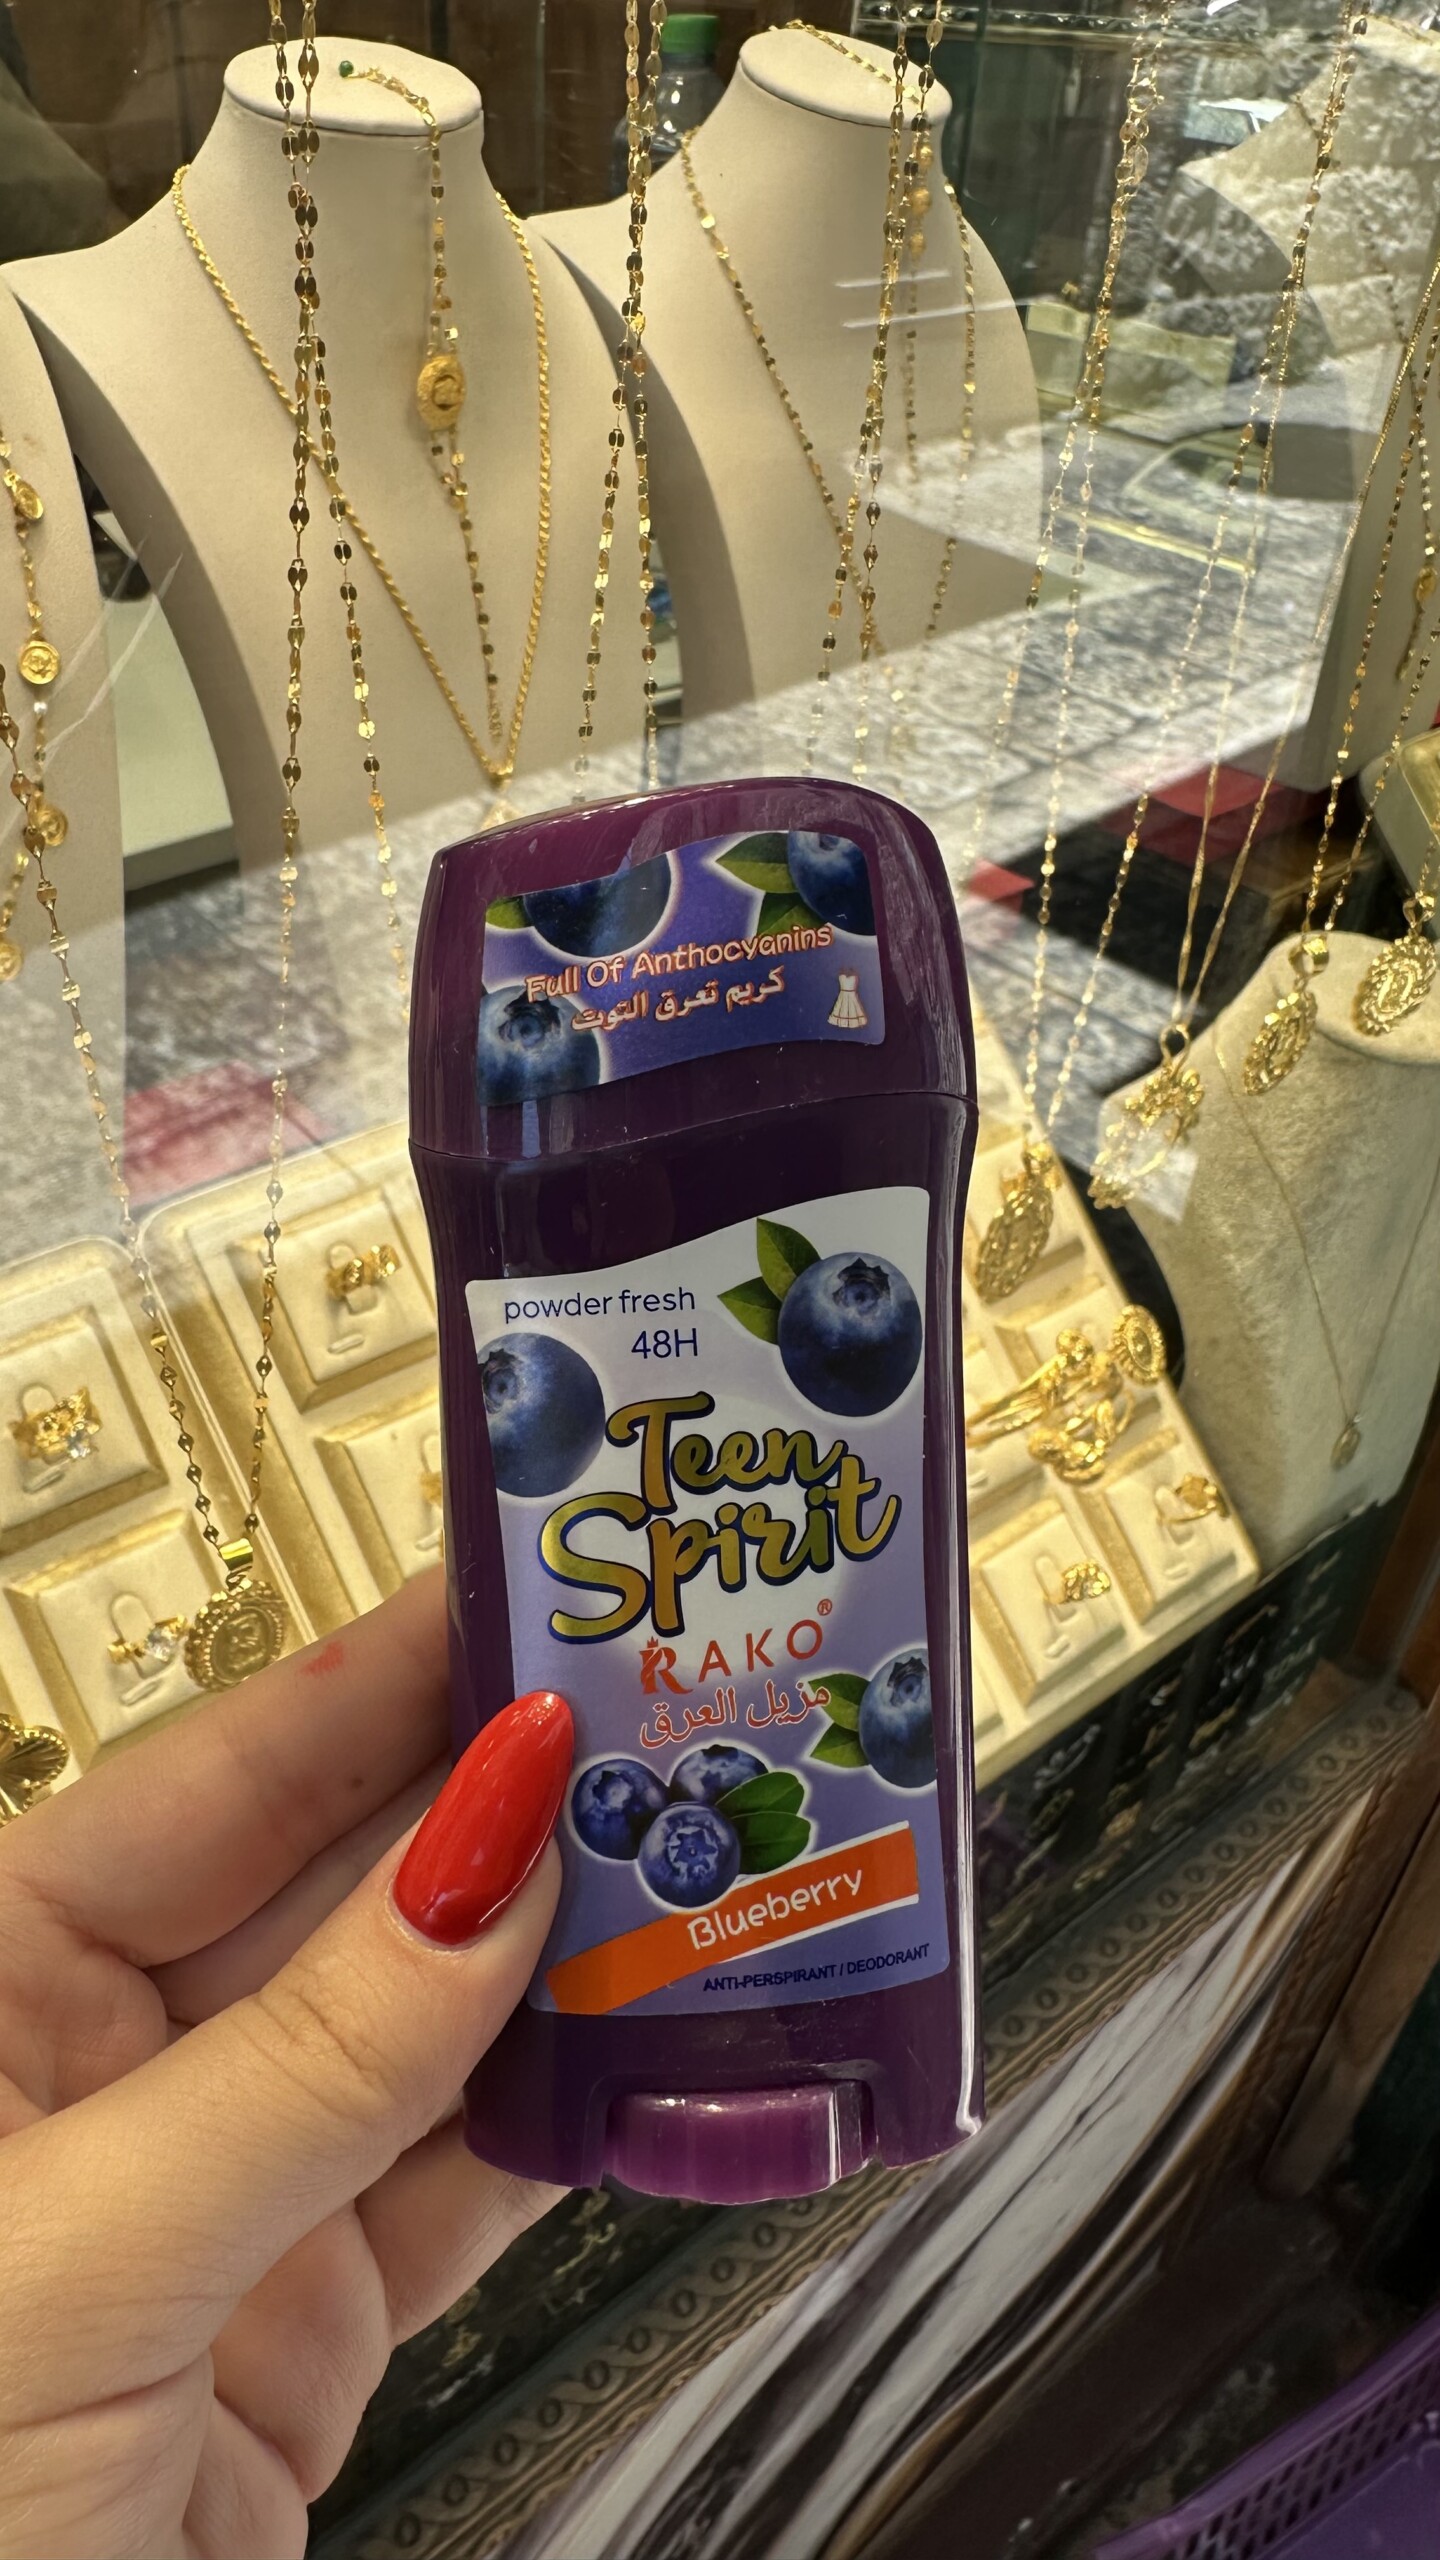 Full Of Anthocyanins
كريم تعرق التوت
powder fresh
48H
Teen
Spirit
RAKO®
مزيل العرق
Blueberry
ANTI-PERSPIRANT / DEODORANT